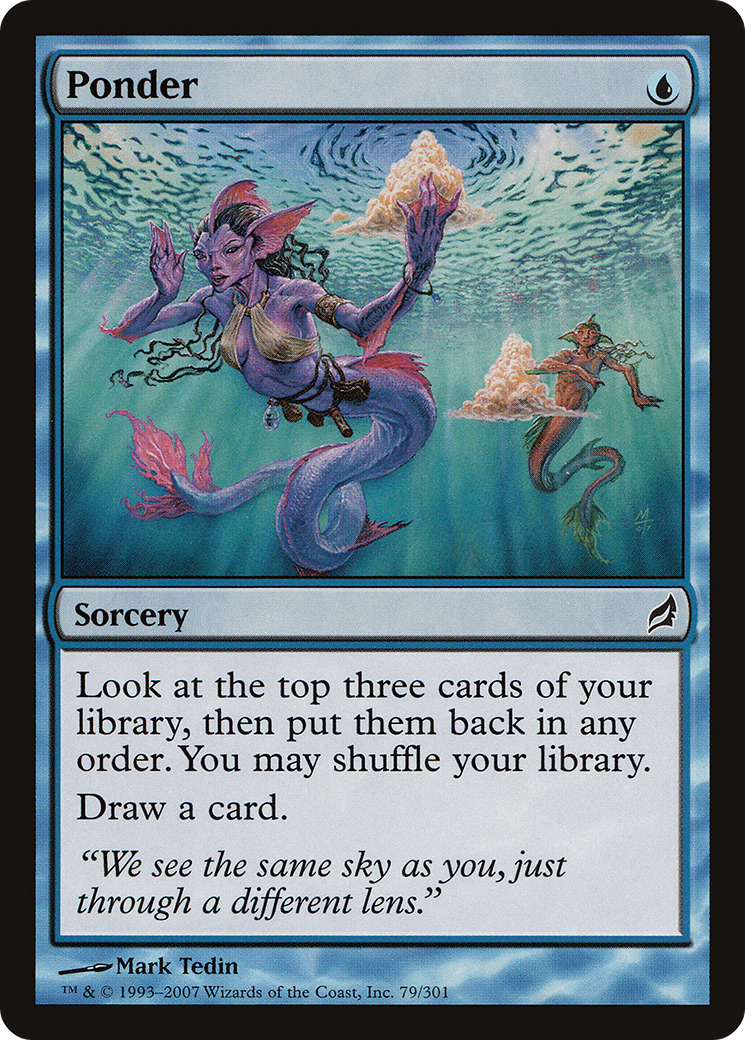 Ponder
M
07
Sorcery
Look at the top three cards of your
library, then put them back in any
order. You may shuffle your library.
Draw a card.
“We see the same sky as you, just
through a different lens.”
Mark Tedin
™ & © 1993–2007 Wizards of the Coast, Inc. 79/301